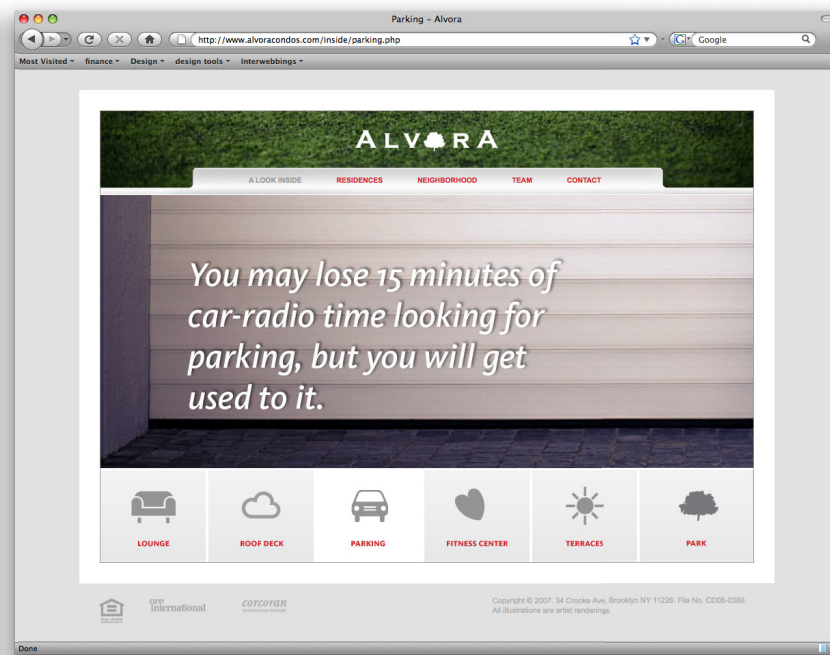 Parking – Alvora
http://www.alvoracondos.com/inside/parking.php
Google
Most Visited finance Design design tools Interwebbings
ALVORA
A LOOK INSIDE RESIDENCES NEIGHBORHOOD TEAM CONTACT
You may lose 15 minutes of
car-radio time looking for
parking, but you will get
used to it.
LOUNGE ROOF DECK PARKING FITNESS CENTER TERRACES PARK
ore
international
corcoran
Copyright © 2007. 34 Crooke Ave, Brooklyn NY 11226. File No. CD06-0380.
All illustrations are artist renderings.
Done